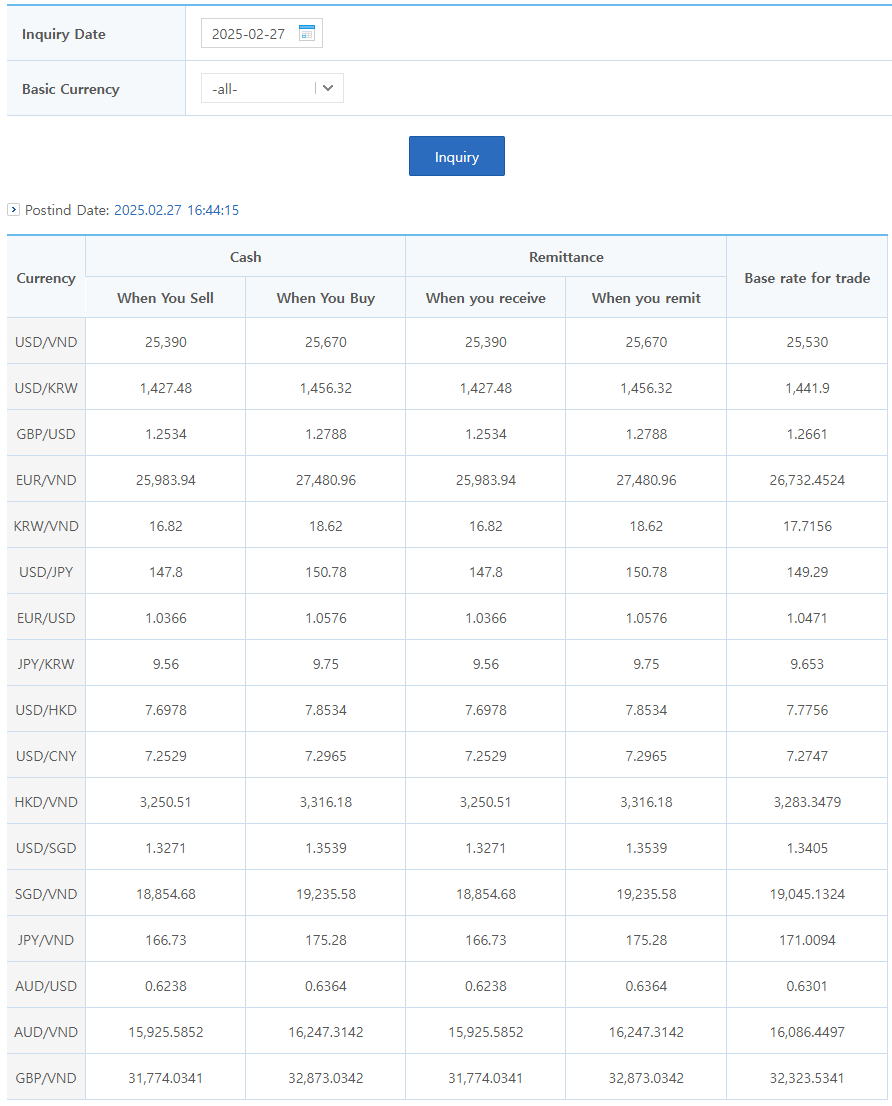 Inquiry Date 2025-02-27
Basic Currency -all-
Inquiry
Postind Date: 2025.02.27 16:44:15
Currency Cash Remittance Base rate for trade
When You Sell When You Buy When you receive When you remit
USD/VND 25,390 25,670 25,390 25,670 25,530
USD/KRW 1,427.48 1,456.32 1,427.48 1,456.32 1,441.9
GBP/USD 1.2534 1.2788 1.2534 1.2788 1.2661
EUR/VND 25,983.94 27,480.96 25,983.94 27,480.96 26,732.4524
KRW/VND 16.82 18.62 16.82 18.62 17.7156
USD/JPY 147.8 150.78 147.8 150.78 149.29
EUR/USD 1.0366 1.0576 1.0366 1.0576 1.0471
JPY/KRW 9.56 9.75 9.56 9.75 9.653
USD/HKD 7.6978 7.8534 7.6978 7.8534 7.7756
USD/CNY 7.2529 7.2965 7.2529 7.2965 7.2747
HKD/VND 3,250.51 3,316.18 3,250.51 3,316.18 3,283.3479
USD/SGD 1.3271 1.3539 1.3271 1.3539 1.3405
SGD/VND 18,854.68 19,235.58 18,854.68 19,235.58 19,045.1324
JPY/VND 166.73 175.28 166.73 175.28 171.0094
AUD/USD 0.6238 0.6364 0.6238 0.6364 0.6301
AUD/VND 15,925.5852 16,247.3142 15,925.5852 16,247.3142 16,086.4497
GBP/VND 31,774.0341 32,873.0342 31,774.0341 32,873.0342 32,323.5341